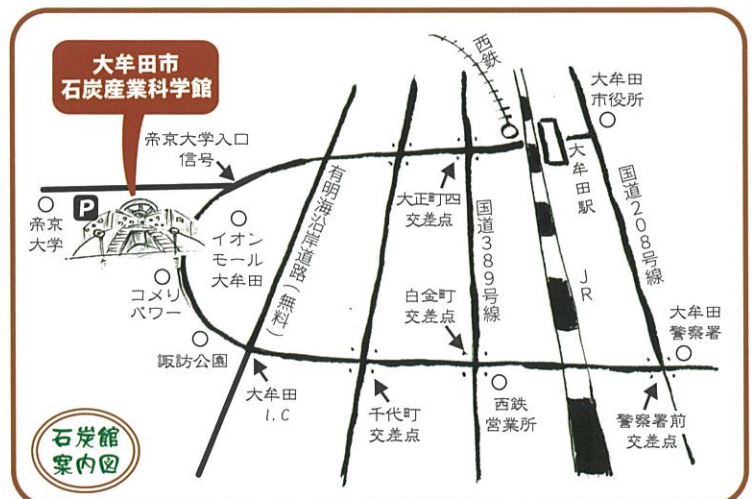 大牟田市
石炭産業科学館
西鉄
大牟田
市役所
帝京大学入口
信号
大牟田駅
有明海沿岸道路(無料)
大正町四
交差点
国道389号線
国道208号線
P
帝京
大学
イオン
モール
大牟田
JR
コメリ
パワー
白金町
交差点
大牟田
警察署
諏訪公園
大牟田
I.C
千代町
交差点
西鉄
営業所
警察署前
交差点
石炭館
案内図